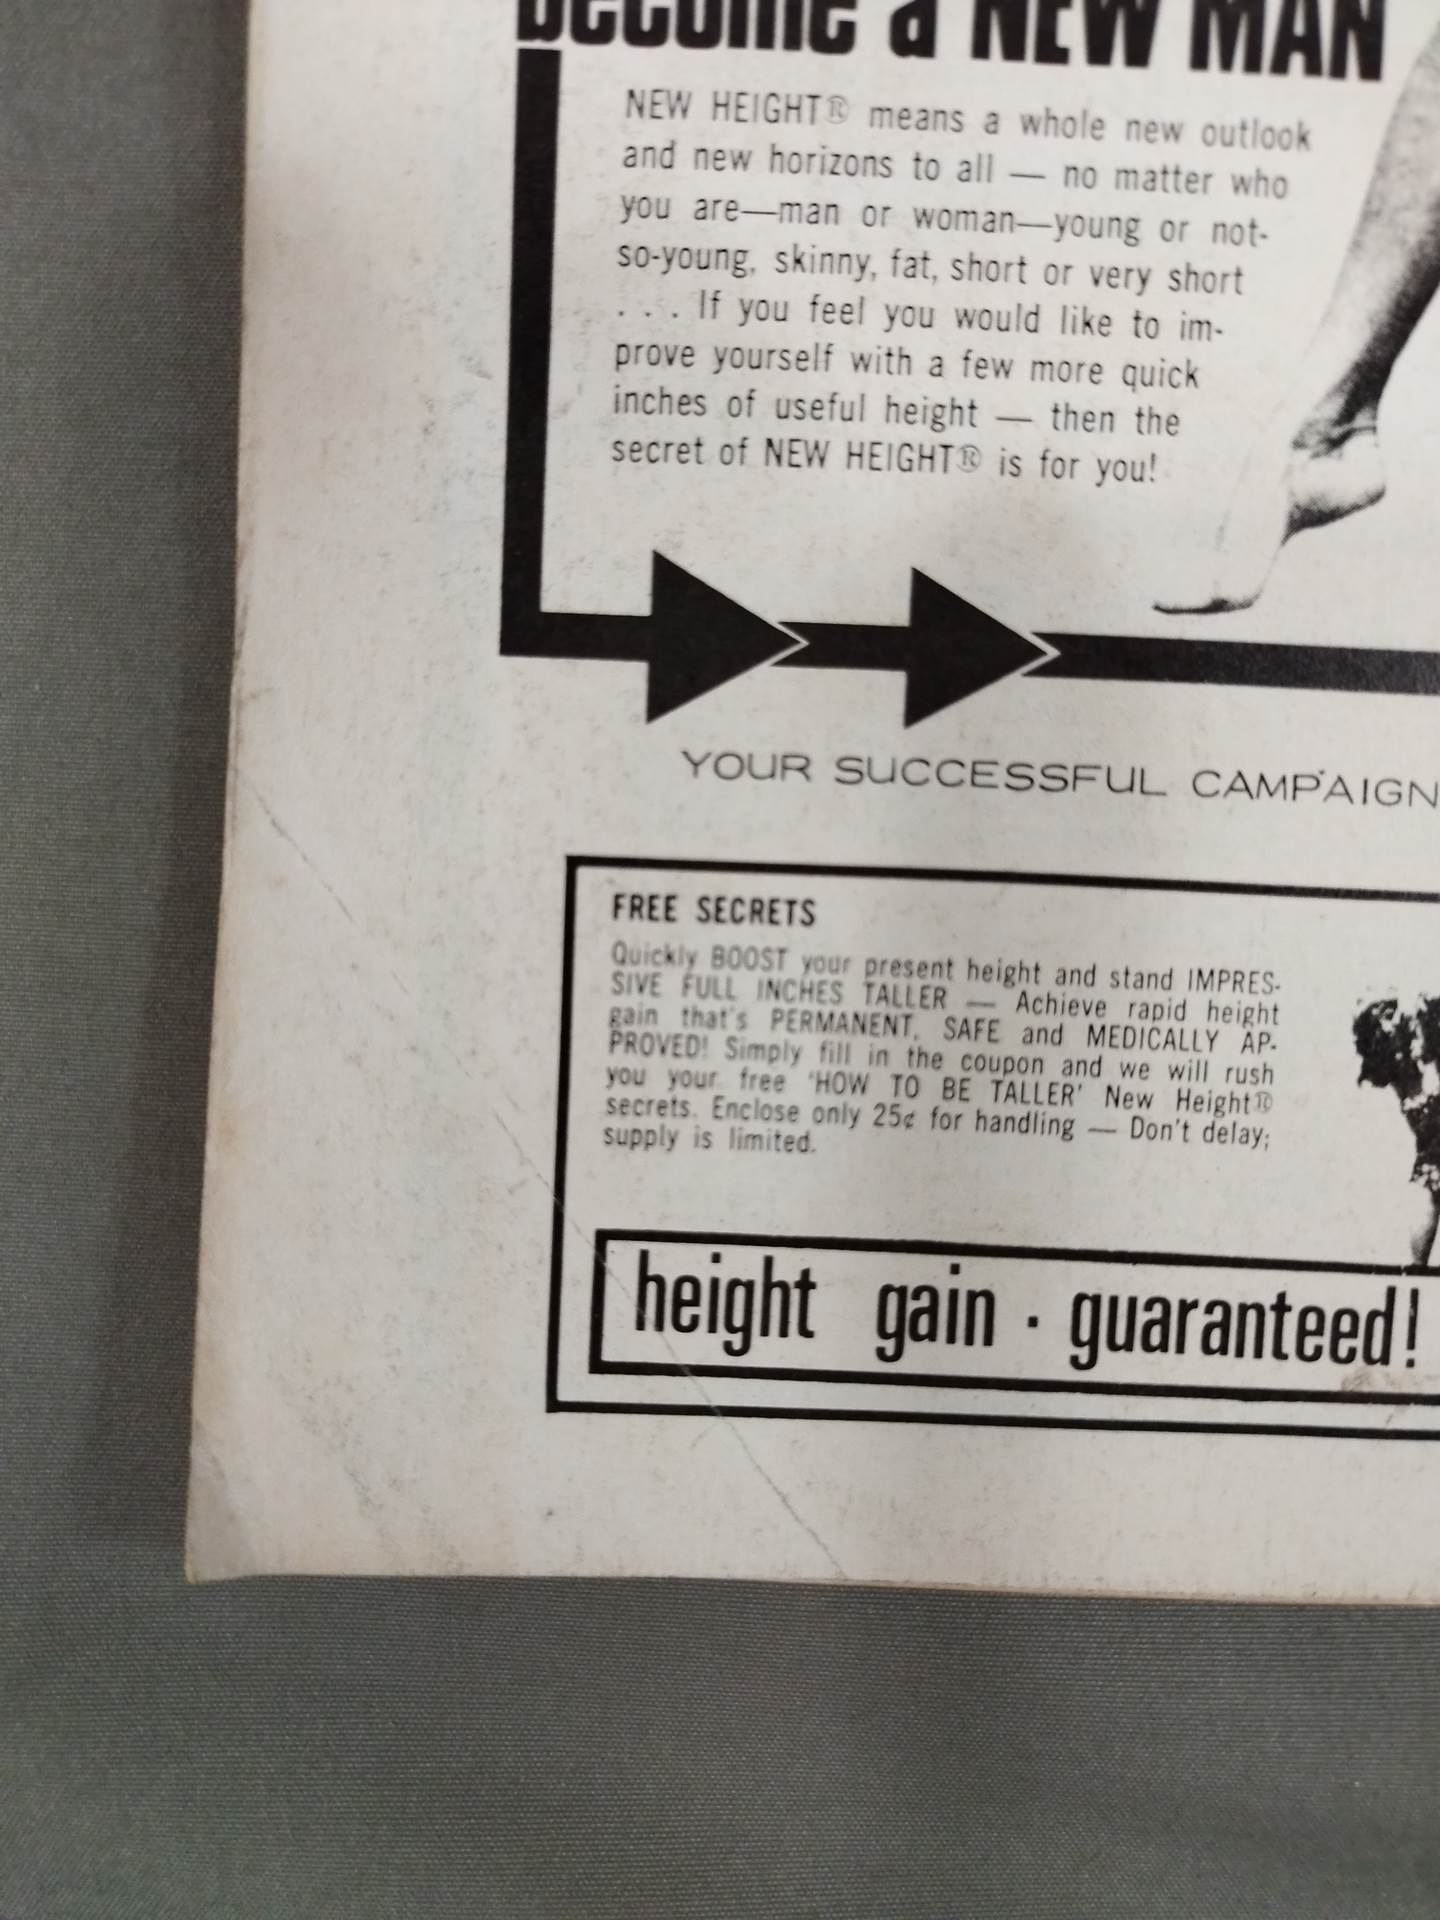 become a NEW MAN
NEW HEIGHT® means a whole new outlook
and new horizons to all — no matter who
you are—man or woman—young or not-
so-young, skinny, fat, short or very short
. . . If you feel you would like to im-
prove yourself with a few more quick
inches of useful height — then the
secret of NEW HEIGHT® is for you!
YOUR SUCCESSFUL CAMPAIGN
FREE SECRETS
Quickly BOOST your present height and stand IMPRES-
SIVE FULL INCHES TALLER — Achieve rapid height
gain that's PERMANENT, SAFE and MEDICALLY AP-
PROVED! Simply fill in the coupon and we will rush
you your free 'HOW TO BE TALLER' New Height®
secrets. Enclose only 25¢ for handling — Don't delay;
supply is limited.
height gain · guaranteed!